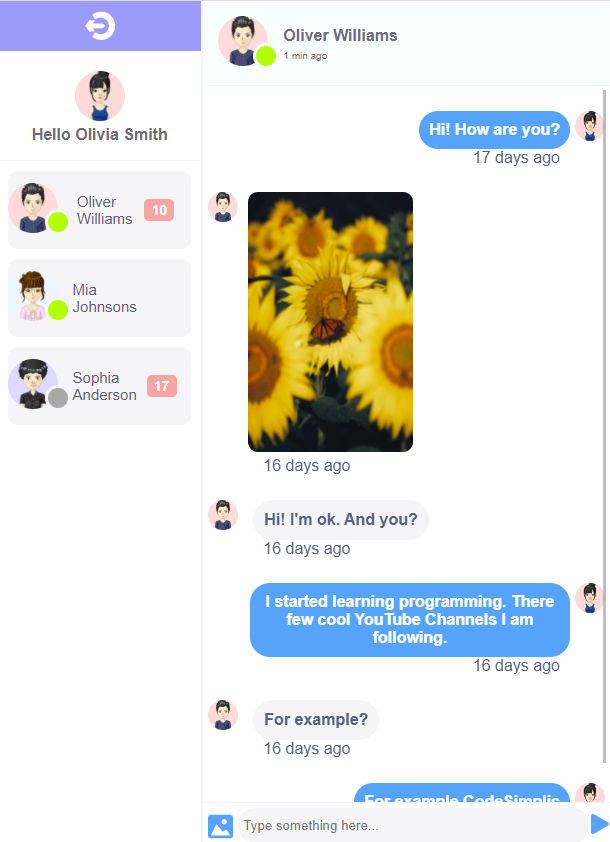 Hello Olivia Smith
Oliver
Williams
10
Mia
Johnsons
Sophia
Anderson
17
Oliver Williams
1 min ago
Hi! How are you?
17 days ago
16 days ago
Hi! I'm ok. And you?
16 days ago
I started learning programming. There
few cool YouTube Channels I am
following.
16 days ago
For example?
16 days ago
For example CodeSimplic
Type something here...